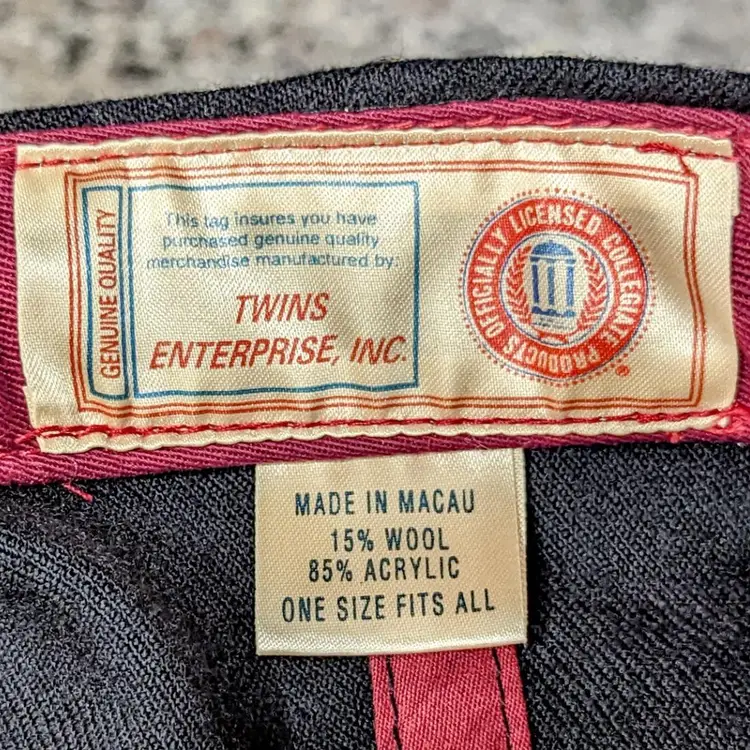 GENUINE QUALITY
This tag insures you have
purchased genuine quality
merchandise manufactured by:
TWINS
ENTERPRISE, INC.
OFFICIALLY LICENSED COLLEGIATE PRODUCTS
®
MADE IN MACAU
15% WOOL
85% ACRYLIC
ONE SIZE FITS ALL